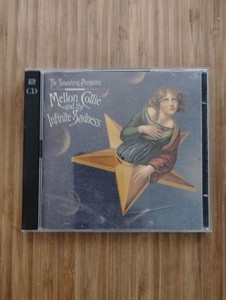 2
CD
The Smashing Pumpkins
Mellon Collie
and the
Infinite Sadness